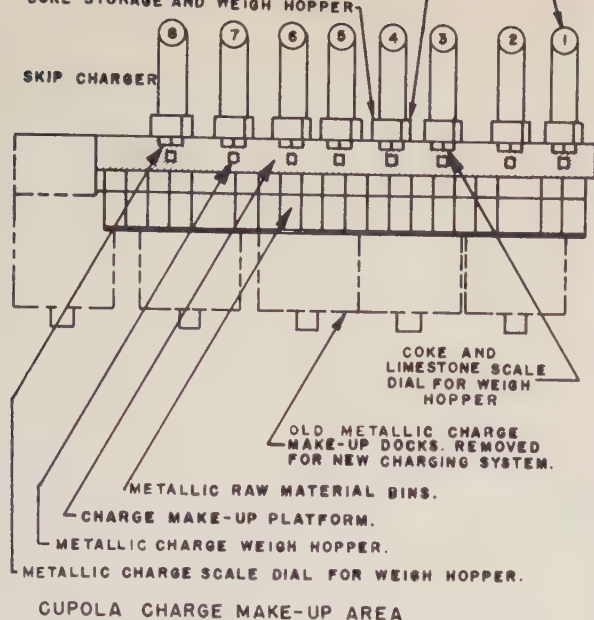 COKE STORAGE AND WEIGH HOPPER
8 7 6 5 4 3 2 1
SKIP CHARGER
COKE AND
LIMESTONE SCALE
DIAL FOR WEIGH
HOPPER
OLD METALLIC CHARGE
MAKE-UP DOCKS. REMOVED
FOR NEW CHARGING SYSTEM.
METALLIC RAW MATERIAL BINS.
CHARGE MAKE-UP PLATFORM.
METALLIC CHARGE WEIGH HOPPER.
METALLIC CHARGE SCALE DIAL FOR WEIGH HOPPER.
CUPOLA CHARGE MAKE-UP AREA